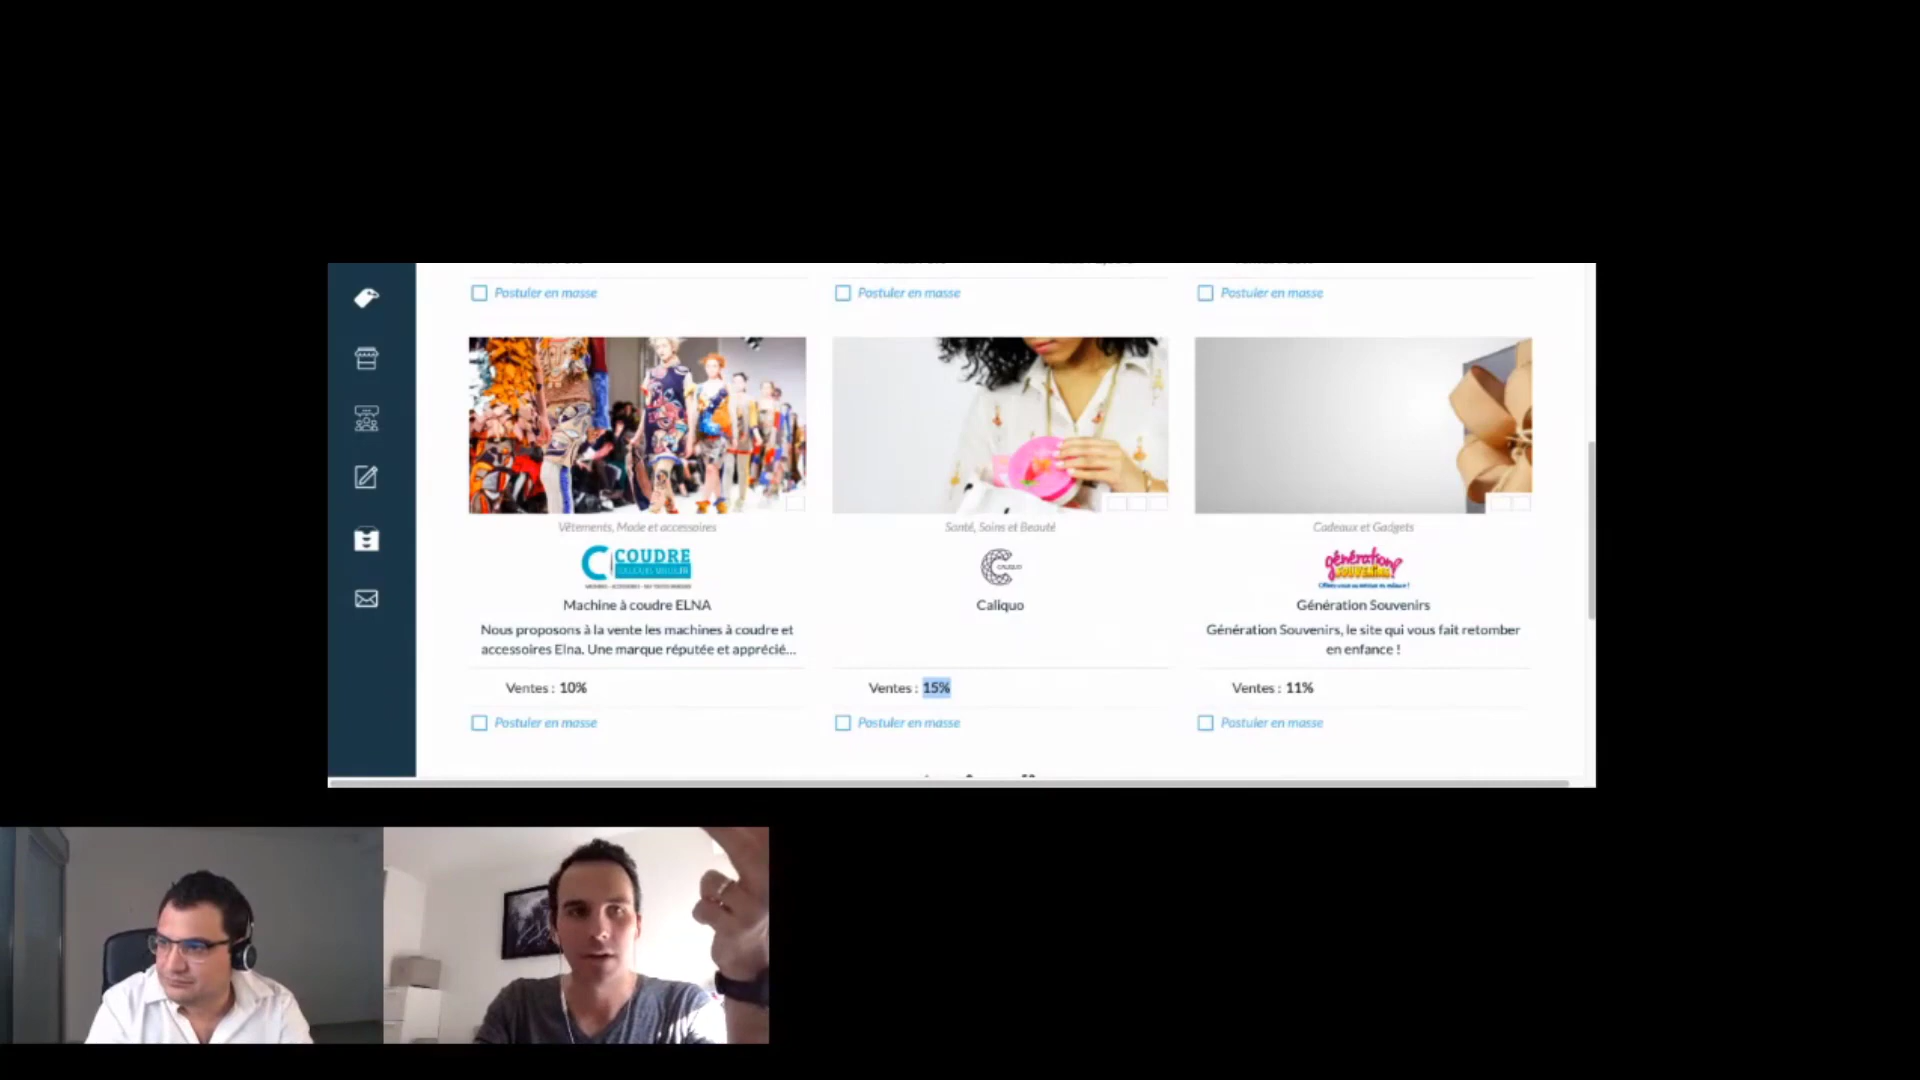 Postuler en masse
Postuler en masse
Postuler en masse
Vêtements, Mode et accessoires
COUDRE
Machine à coudre ELNA
Nous proposons à la vente les machines à coudre et
accessoires Elna. Une marque réputée et apprécié...
Ventes : 10%
Postuler en masse
Santé, Soins et Beauté
CALIQUO
Caliquo
Ventes : 15%
Postuler en masse
Cadeaux et Gadgets
génération
SOUVENIRS
Génération Souvenirs
Génération Souvenirs, le site qui vous fait retomber
en enfance !
Ventes : 11%
Postuler en masse